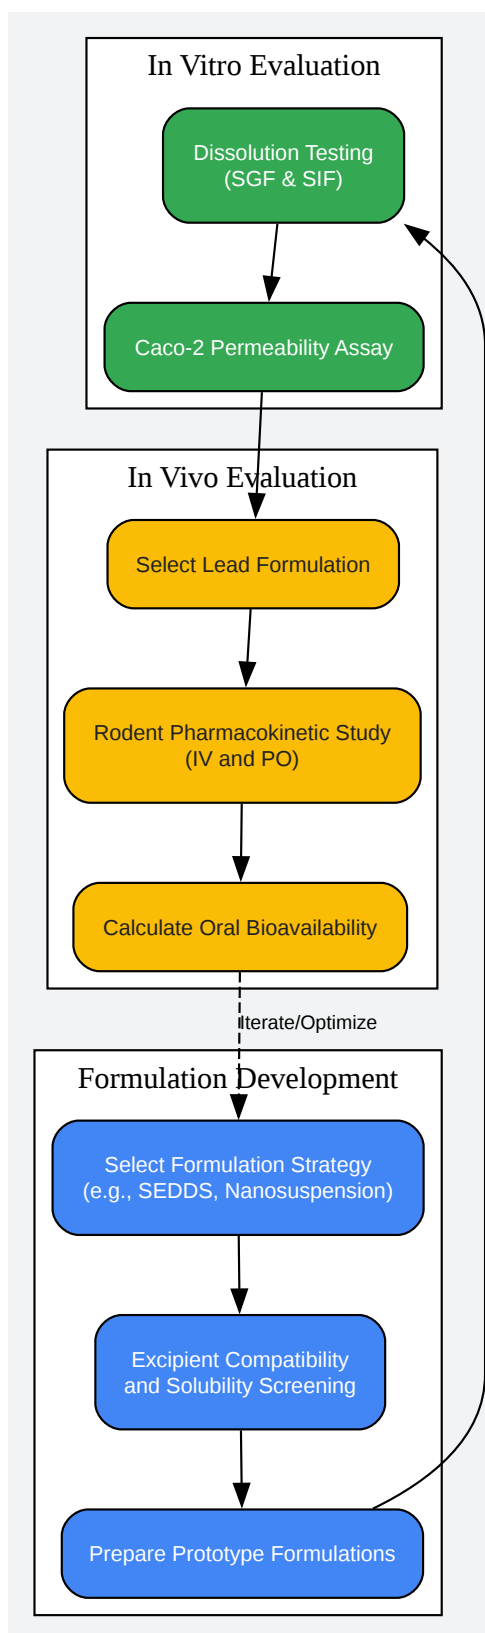 In Vitro Evaluation
Dissolution Testing
(SGF & SIF)
Caco-2 Permeability Assay
In Vivo Evaluation
Select Lead Formulation
Rodent Pharmacokinetic Study
(IV and PO)
Calculate Oral Bioavailability
Iterate/Optimize
Formulation Development
Select Formulation Strategy
(e.g., SEDDS, Nanosuspension)
Excipient Compatibility
and Solubility Screening
Prepare Prototype Formulations